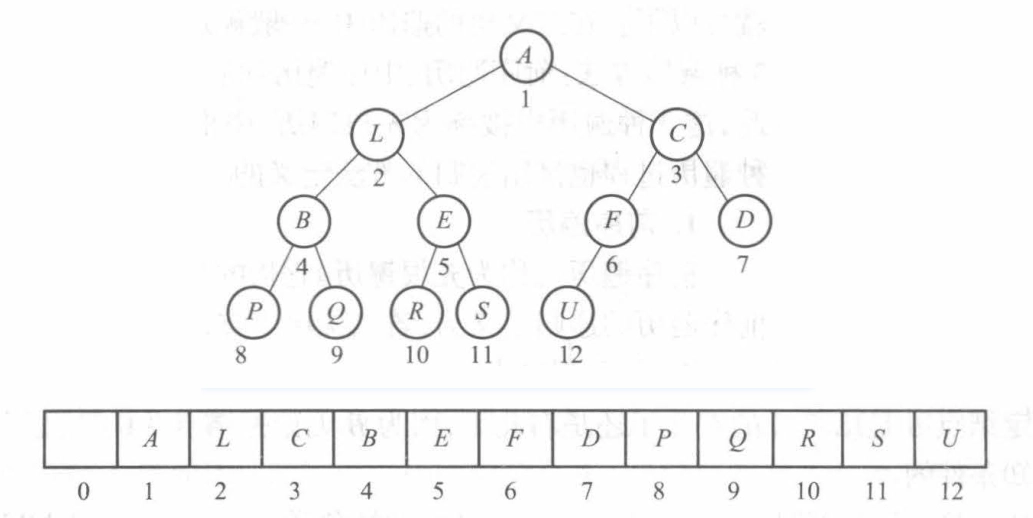 A
1
L C
2 3
B E F D
4 5 6 7
P Q R S U
8 9 10 11 12
A L C B E F D P Q R S U
0 1 2 3 4 5 6 7 8 9 10 11 12